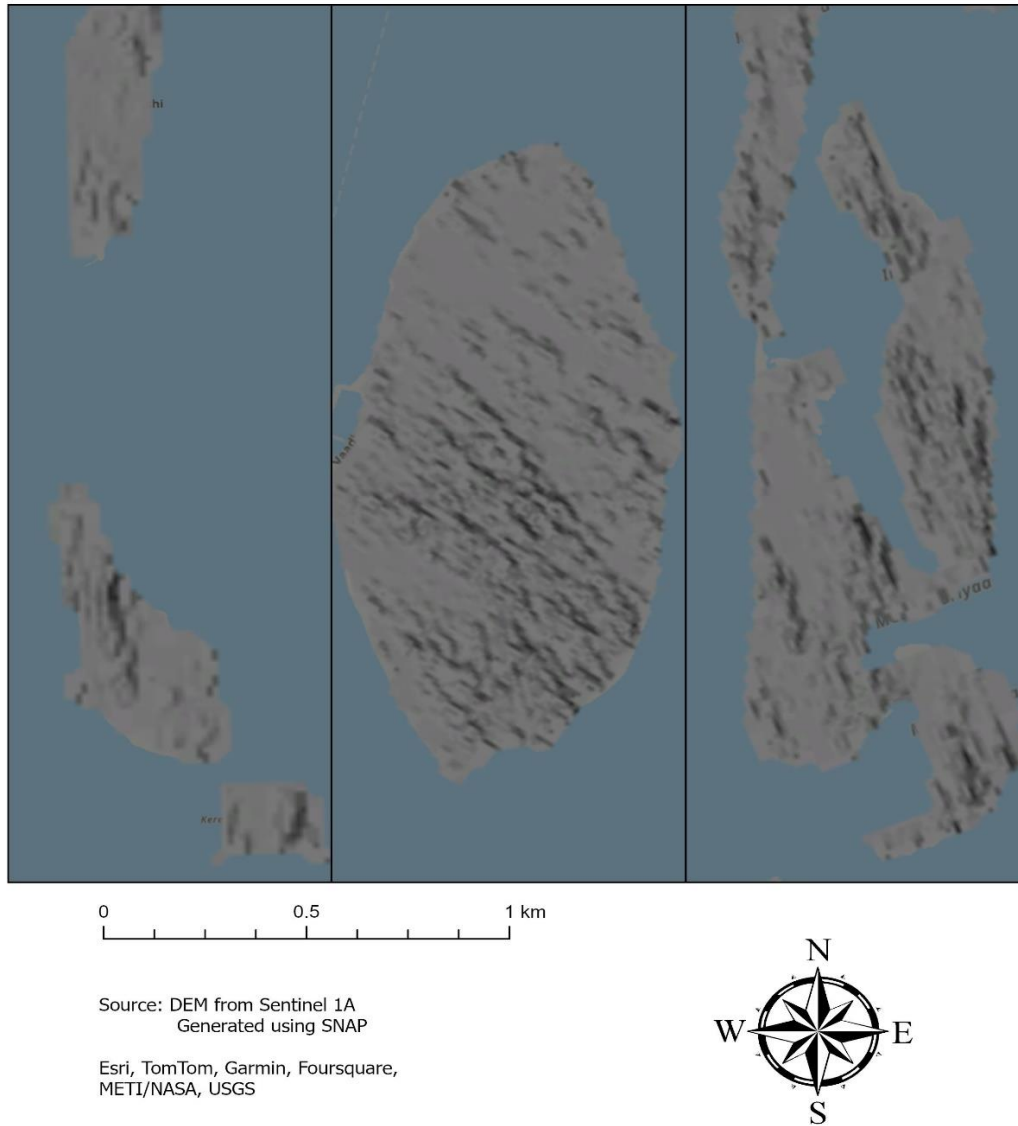 hi
0 0.5 1 km
Source: DEM from Sentinel 1A
Generated using SNAP
Esri, TomTom, Garmin, Foursquare,
METI/NASA, USGS
N
W E
S